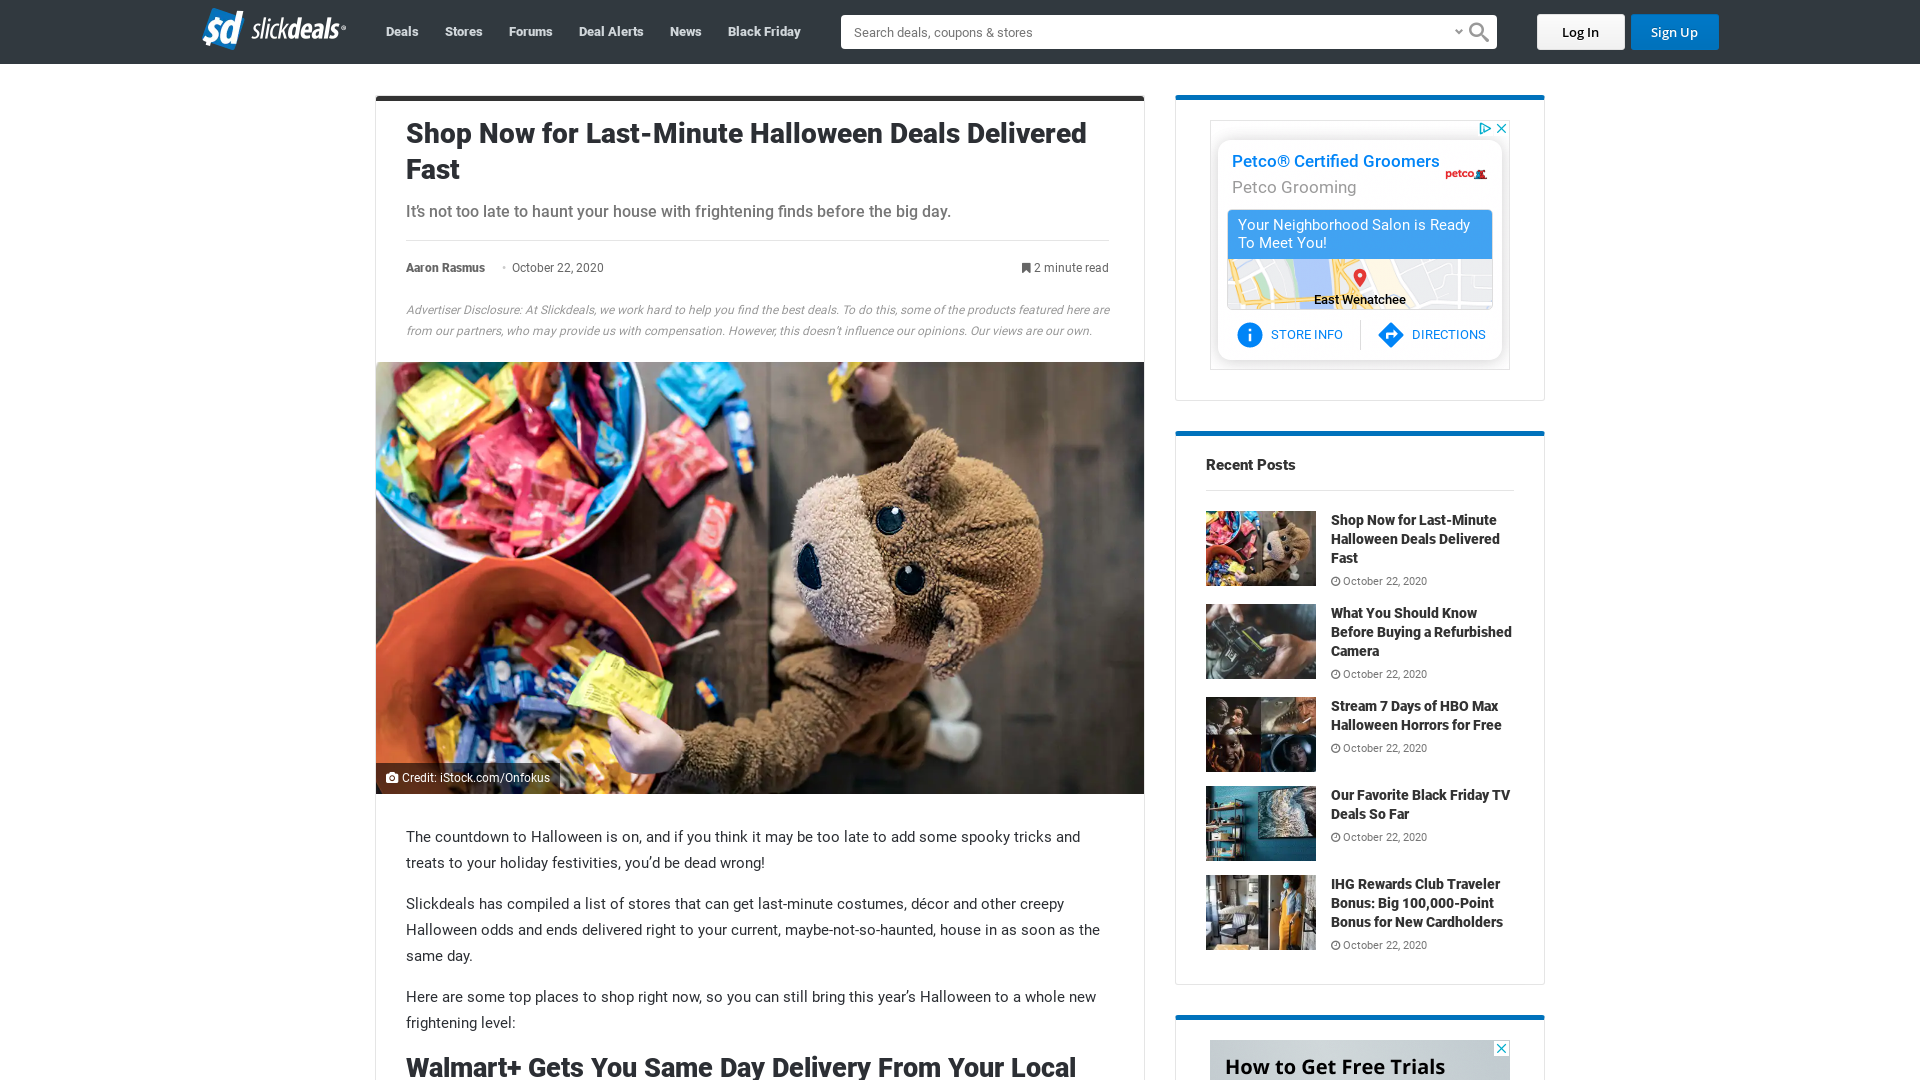 sd slickdeals®
Deals
Stores
Forums
Deal Alerts
News
Black Friday
Search deals, coupons & stores
Log In
Sign Up
Shop Now for Last-Minute Halloween Deals Delivered
Fast
It's not too late to haunt your house with frightening finds before the big day.
Aaron Rasmus • October 22, 2020
2 minute read
Advertiser Disclosure: At Slickdeals, we work hard to help you find the best deals. To do this, some of the products featured here are
from our partners, who may provide us with compensation. However, this doesn't influence our opinions. Our views are our own.
Credit: iStock.com/Onfokus
The countdown to Halloween is on, and if you think it may be too late to add some spooky tricks and
treats to your holiday festivities, you’d be dead wrong!
Slickdeals has compiled a list of stores that can get last-minute costumes, décor and other creepy
Halloween odds and ends delivered right to your current, maybe-not-so-haunted, house in as soon as the
same day.
Here are some top places to shop right now, so you can still bring this year’s Halloween to a whole new
frightening level:
Walmart+ Gets You Same Day Delivery From Your Local
Petco® Certified Groomers
petco
Petco Grooming
Your Neighborhood Salon is Ready
To Meet You!
East Wenatchee
STORE INFO
DIRECTIONS
Recent Posts
Shop Now for Last-Minute
Halloween Deals Delivered
Fast
October 22, 2020
What You Should Know
Before Buying a Refurbished
Camera
October 22, 2020
Stream 7 Days of HBO Max
Halloween Horrors for Free
October 22, 2020
Our Favorite Black Friday TV
Deals So Far
October 22, 2020
IHG Rewards Club Traveler
Bonus: Big 100,000-Point
Bonus for New Cardholders
October 22, 2020
How to Get Free Trials